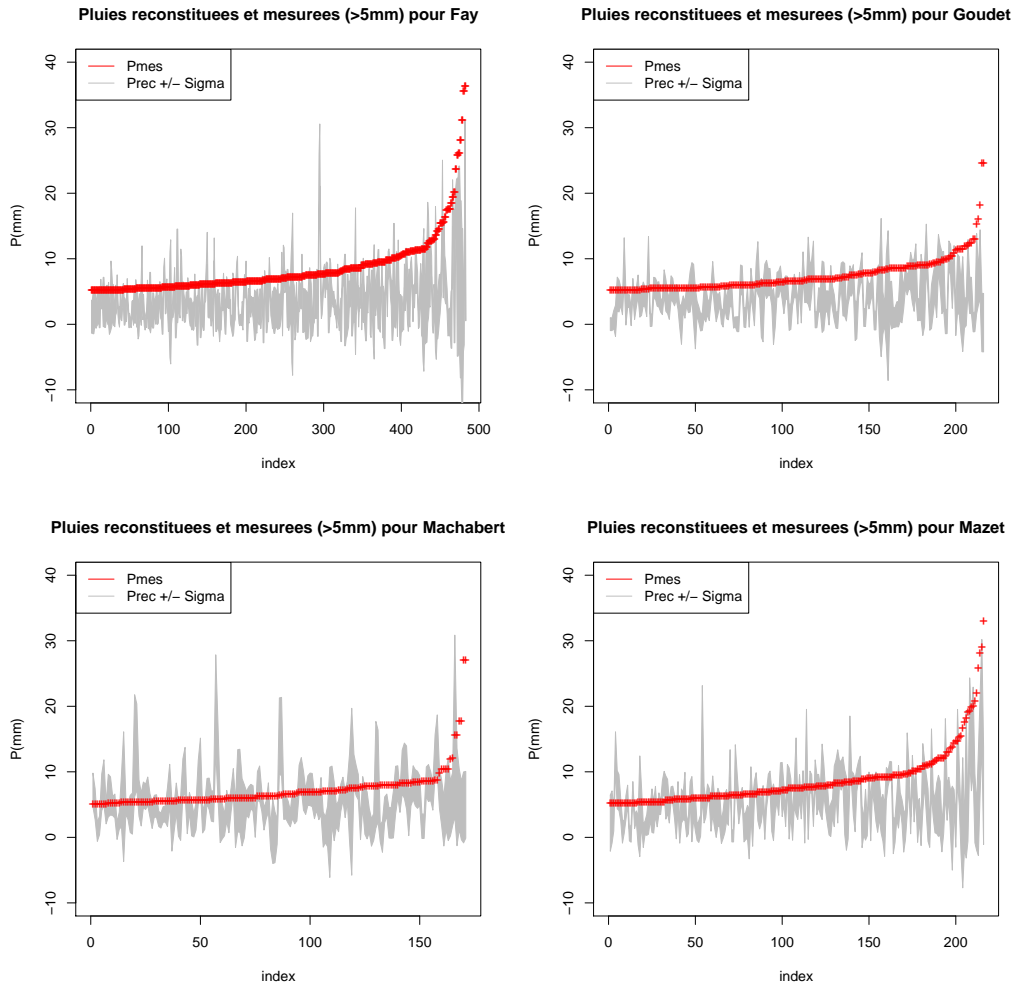 Pluies reconstituees et mesurees (>5mm) pour Fay
40
30
20
10
0
−10
P(mm)
Pmes
Prec +/− Sigma
0 100 200 300 400 500
index
Pluies reconstituees et mesurees (>5mm) pour Goudet
40
30
20
10
0
−10
P(mm)
Pmes
Prec +/− Sigma
0 50 100 150 200
index
Pluies reconstituees et mesurees (>5mm) pour Machabert
40
30
20
10
0
−10
P(mm)
Pmes
Prec +/− Sigma
0 50 100 150
index
Pluies reconstituees et mesurees (>5mm) pour Mazet
40
30
20
10
0
−10
P(mm)
Pmes
Prec +/− Sigma
0 50 100 150 200
index